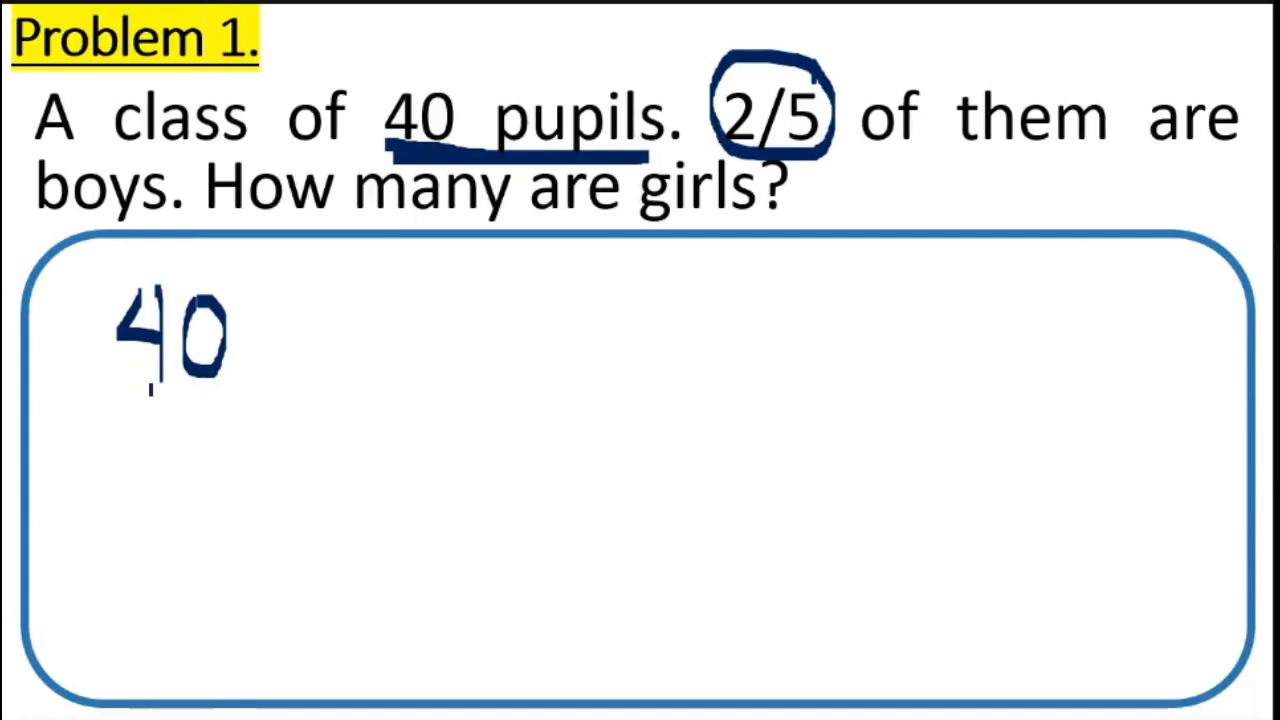 Problem 1.
A class of 40 pupils. 2/5 of them are
boys. How many are girls?
40